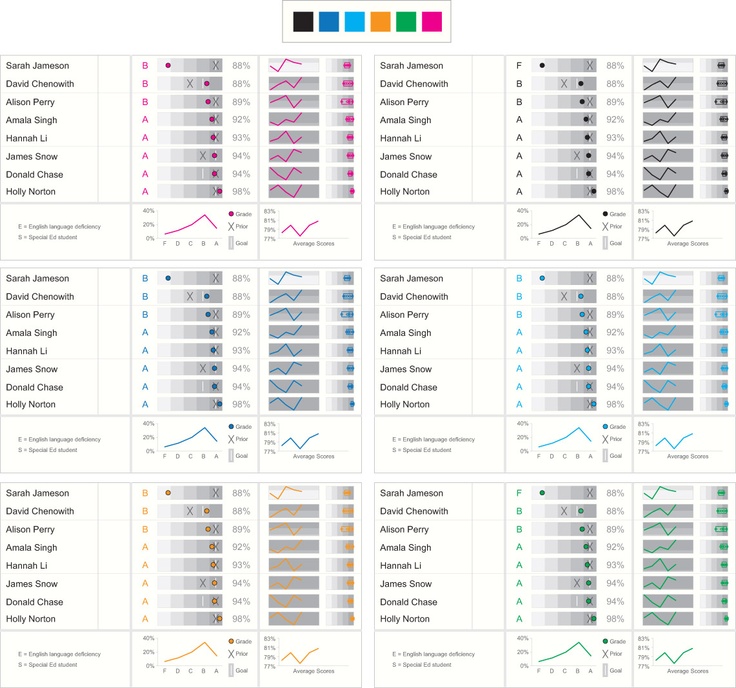 Sarah Jameson B 88%
David Chenowith B 88%
Alison Perry B 89%
Amala Singh A 92%
Hannah Li A 93%
James Snow A 94%
Donald Chase A 94%
Holly Norton A 98%
E = English language deficiency
S = Special Ed student
40%
20%
0%
F D C B A
Grade
Prior
Goal
83%
81%
79%
77%
Average Scores
Sarah Jameson F 88%
David Chenowith B 88%
Alison Perry B 89%
Amala Singh A 92%
Hannah Li A 93%
James Snow A 94%
Donald Chase A 94%
Holly Norton A 98%
E = English language deficiency
S = Special Ed student
40%
20%
0%
F D C B A
Grade
Prior
Goal
83%
81%
79%
77%
Average Scores
Sarah Jameson B 88%
David Chenowith B 88%
Alison Perry B 89%
Amala Singh A 92%
Hannah Li A 93%
James Snow A 94%
Donald Chase A 94%
Holly Norton A 98%
E = English language deficiency
S = Special Ed student
40%
20%
0%
F D C B A
Grade
Prior
Goal
83%
81%
79%
77%
Average Scores
Sarah Jameson B 88%
David Chenowith B 88%
Alison Perry B 89%
Amala Singh A 92%
Hannah Li A 93%
James Snow A 94%
Donald Chase A 94%
Holly Norton A 98%
E = English language deficiency
S = Special Ed student
40%
20%
0%
F D C B A
Grade
Prior
Goal
83%
81%
79%
77%
Average Scores
Sarah Jameson B 88%
David Chenowith B 88%
Alison Perry B 89%
Amala Singh A 92%
Hannah Li A 93%
James Snow A 94%
Donald Chase A 94%
Holly Norton A 98%
E = English language deficiency
S = Special Ed student
40%
20%
0%
F D C B A
Grade
Prior
Goal
83%
81%
79%
77%
Average Scores
Sarah Jameson F 88%
David Chenowith B 88%
Alison Perry B 89%
Amala Singh A 92%
Hannah Li A 93%
James Snow A 94%
Donald Chase A 94%
Holly Norton A 98%
E = English language deficiency
S = Special Ed student
40%
20%
0%
F D C B A
Grade
Prior
Goal
83%
81%
79%
77%
Average Scores